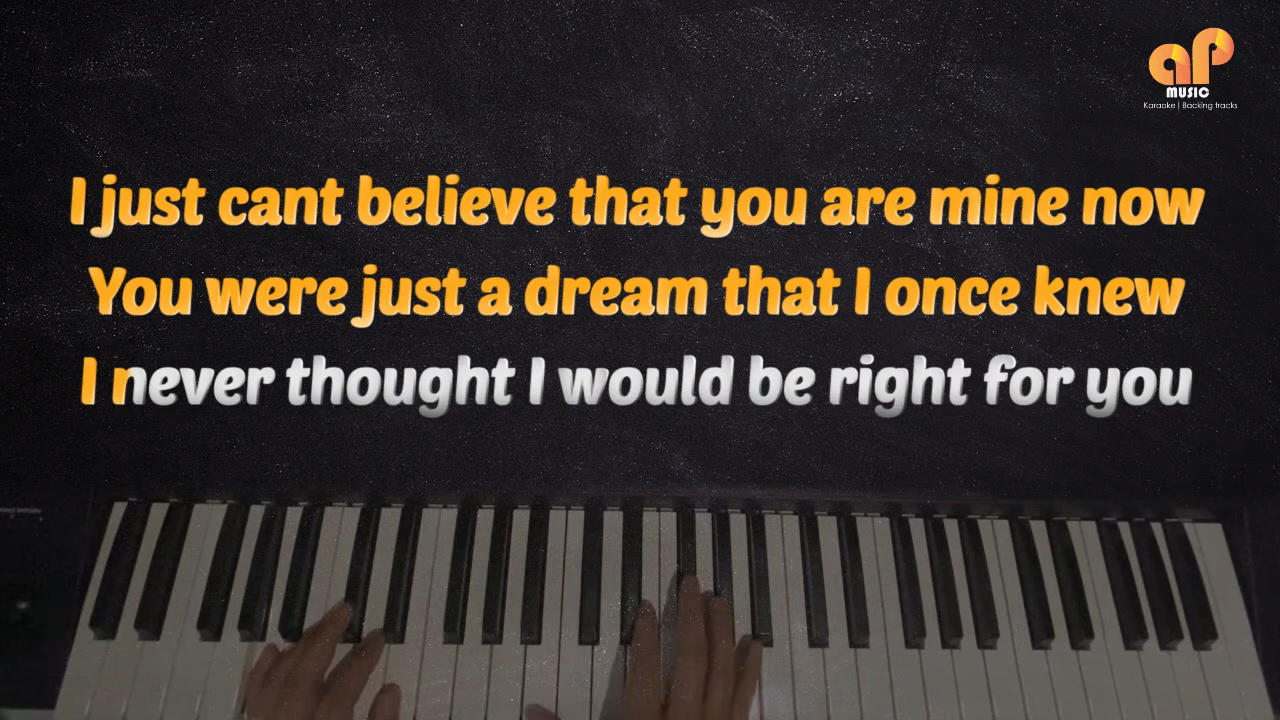 ap
MUSIC
Karaoke | Backing tracks
I just cant believe that you are mine now
You were just a dream that I once knew
I never thought I would be right for you